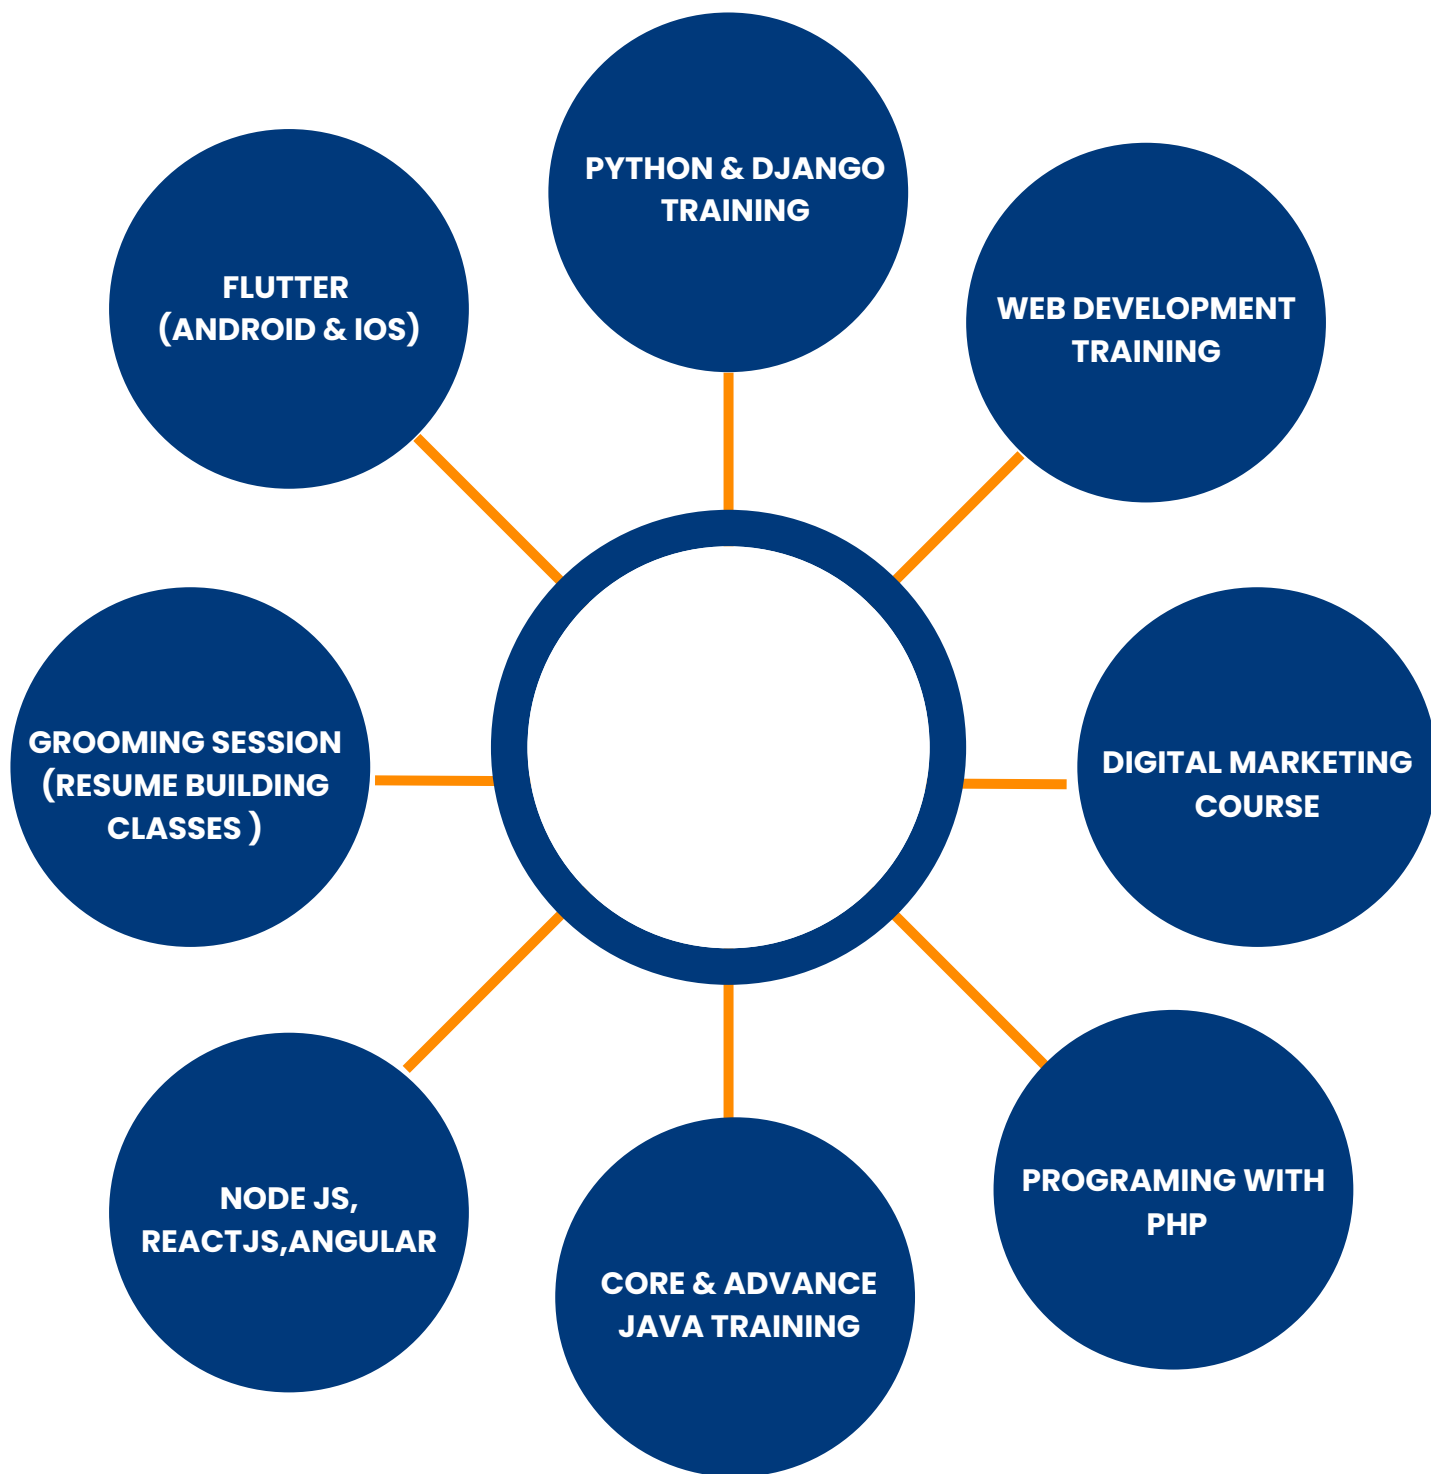 PYTHON & DJANGO
TRAINING
FLUTTER
(ANDROID & IOS)
WEB DEVELOPMENT
TRAINING
GROOMING SESSION
(RESUME BUILDING
CLASSES )
DIGITAL MARKETING
COURSE
NODE JS,
REACTJS,ANGULAR
PROGRAMING WITH
PHP
CORE & ADVANCE
JAVA TRAINING